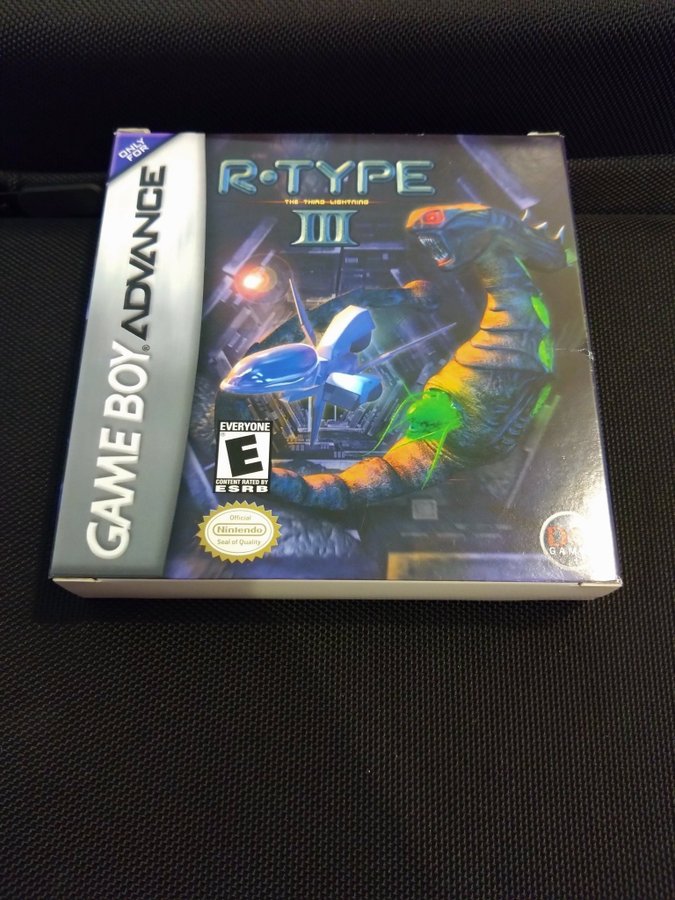 ONLY
FOR
GAME BOY ADVANCE
R•TYPE
THE THIRD LIGHTNING
III
EVERYONE
E
CONTENT RATED BY
ESRB
Official
Nintendo
Seal of Quality
GAME